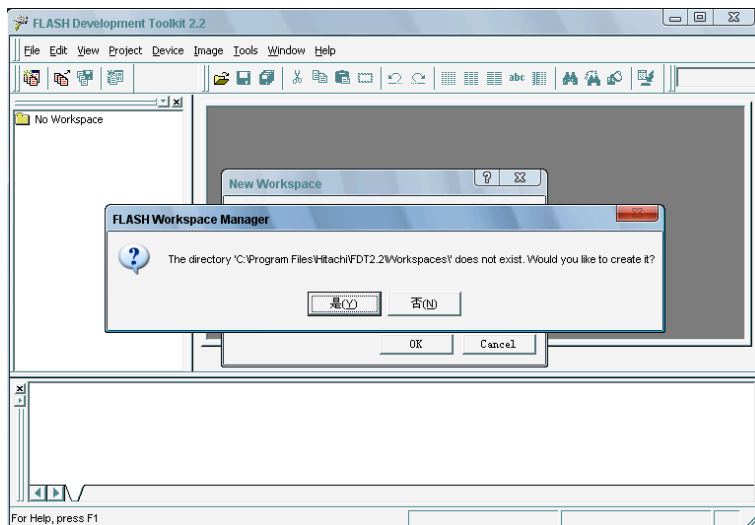 FLASH Development Toolkit 2.2
File Edit View Project Device Image Tools Window Help
abc
No Workspace
New Workspace
FLASH Workspace Manager
The directory 'C:\Program Files\Hitachi\FDT2.2\Workspaces\' does not exist. Would you like to create it?
是(Y) 否(N)
OK Cancel
For Help, press F1